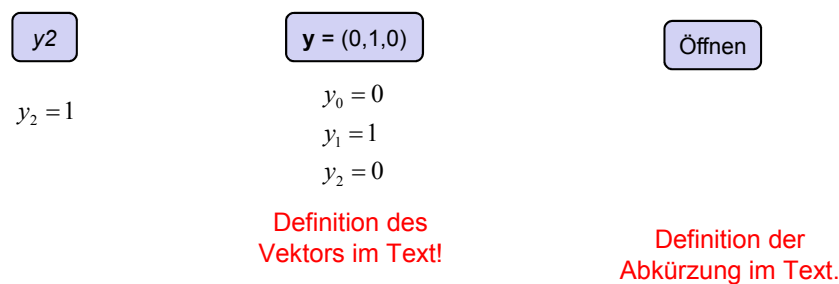 y2
y₂ = 1
y = (0,1,0)
y₀ = 0
y₁ = 1
y₂ = 0
Definition des
Vektors im Text!
Öffnen
Definition der
Abkürzung im Text.